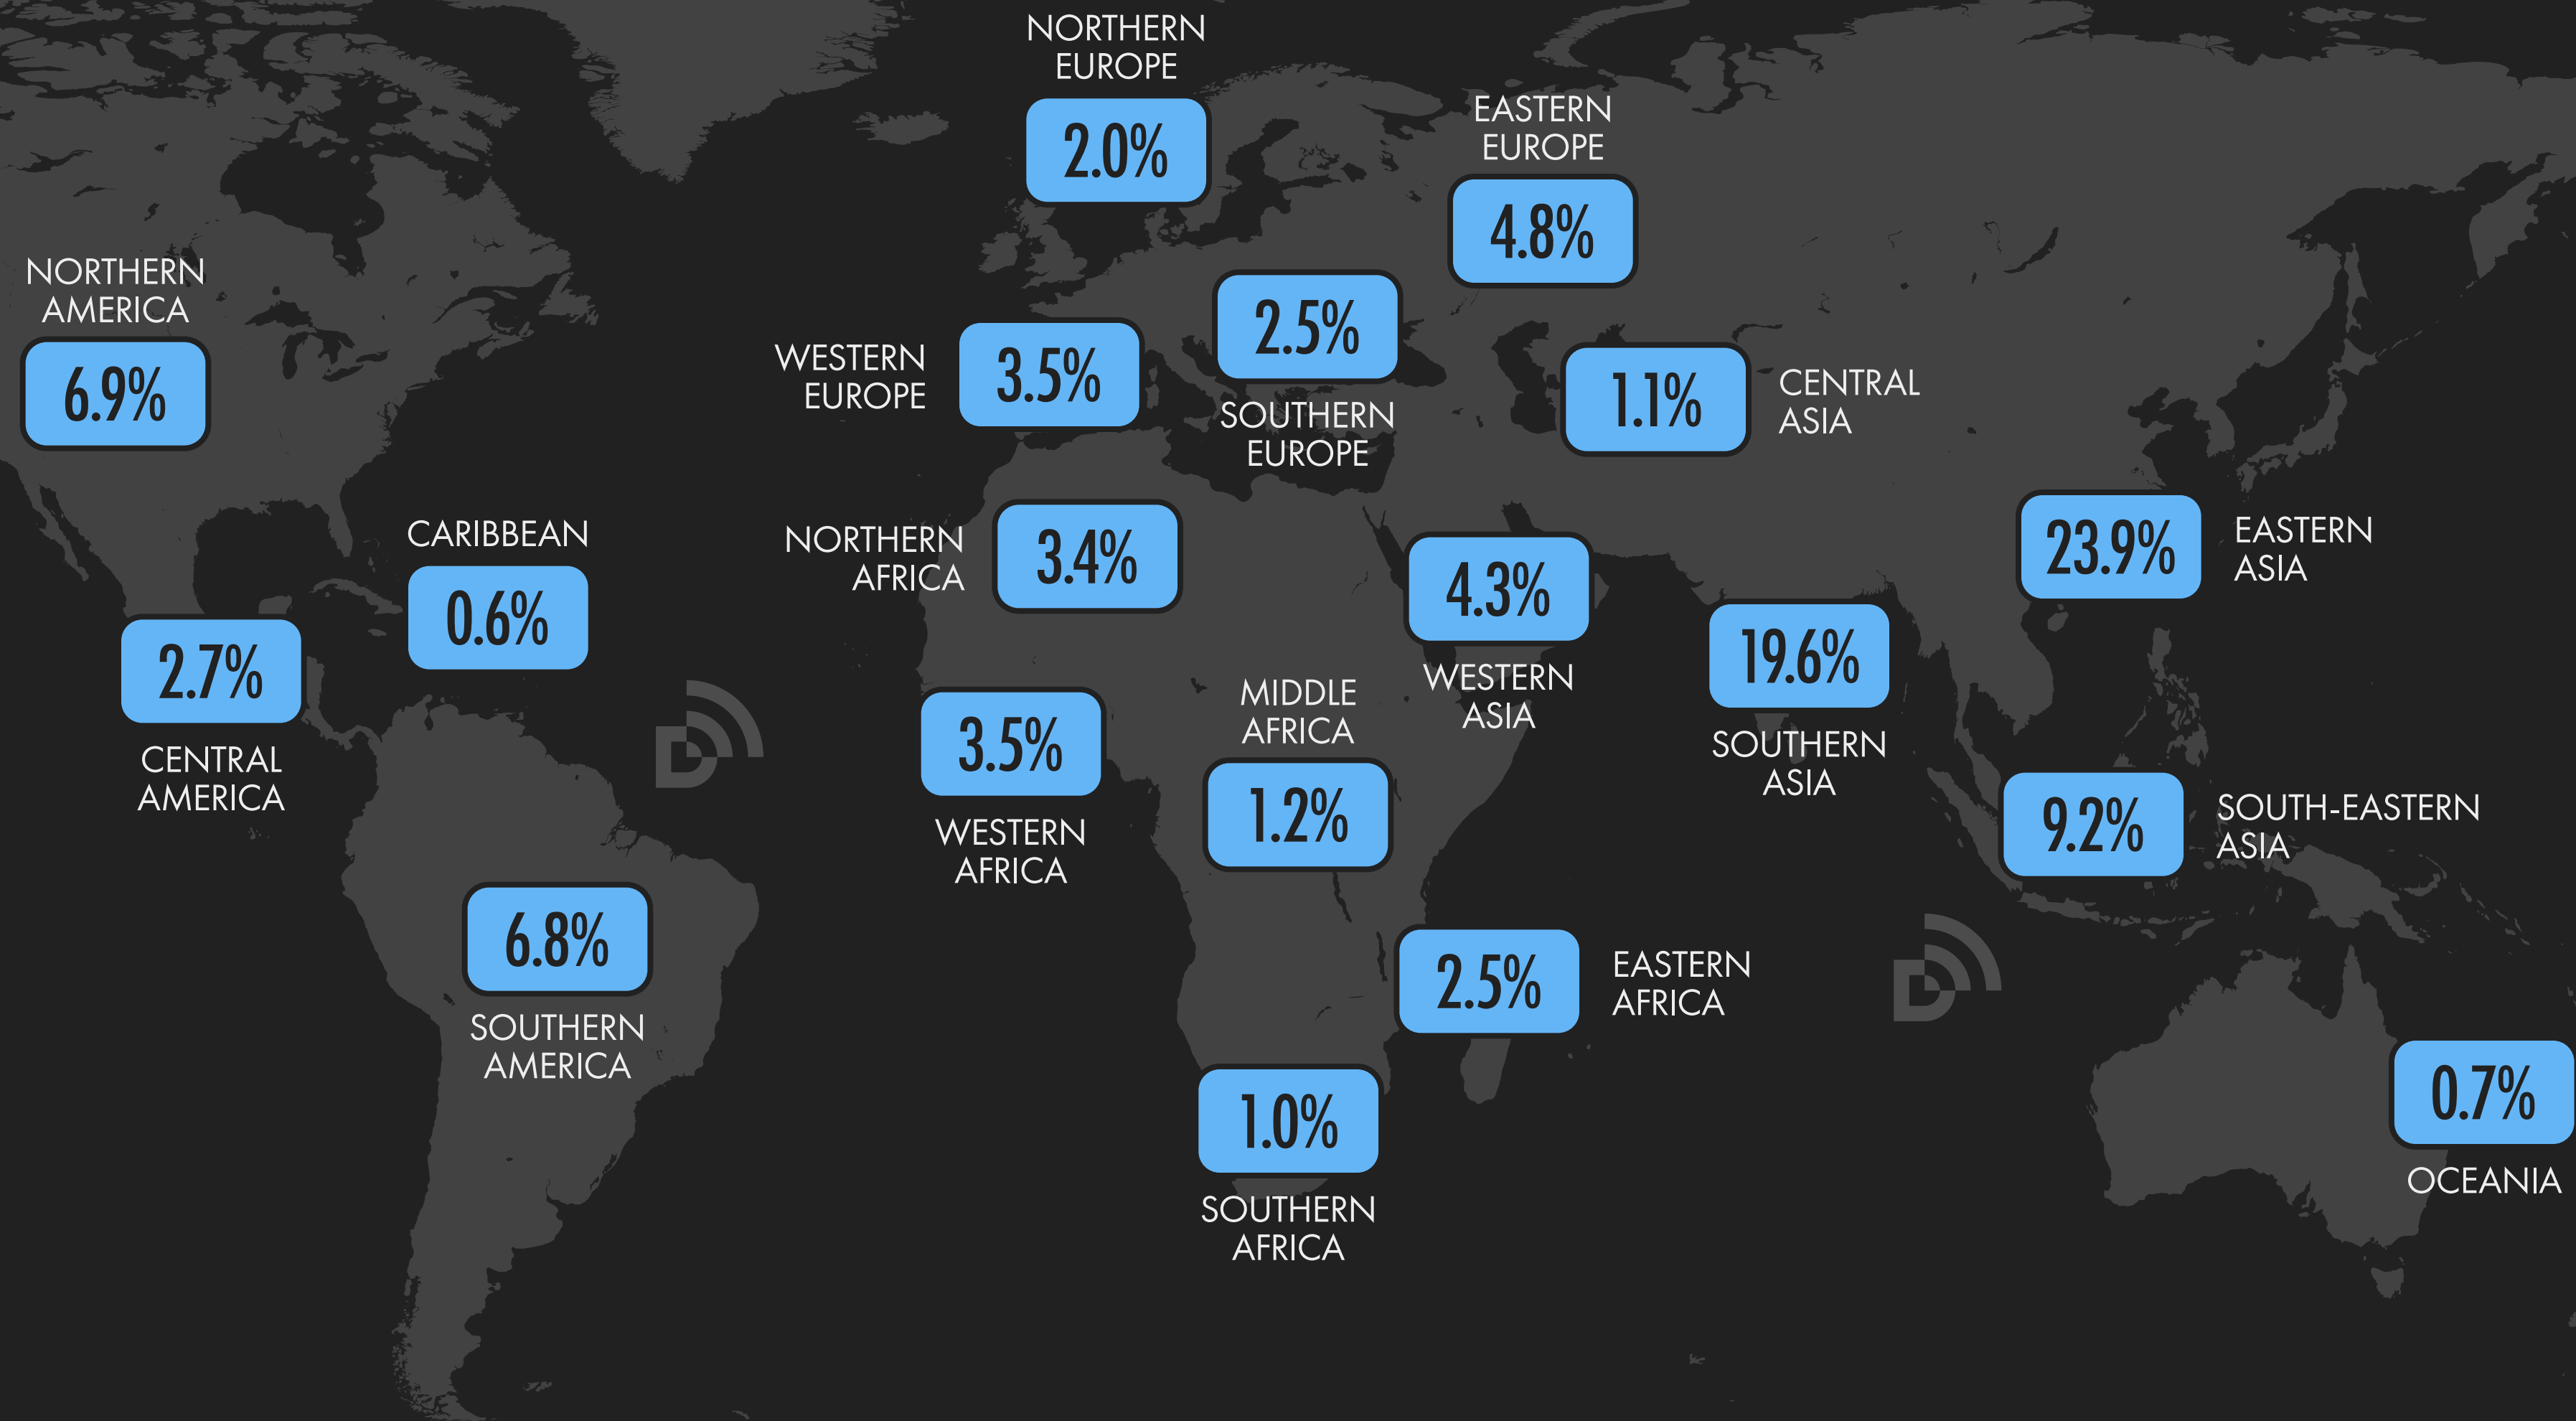 NORTHERN
EUROPE
2.0%
EASTERN
EUROPE
4.8%
NORTHERN
AMERICA
6.9%
WESTERN
EUROPE
3.5%
2.5%
SOUTHERN
EUROPE
1.1%
CENTRAL
ASIA
CARIBBEAN
0.6%
NORTHERN
AFRICA
3.4%
4.3%
WESTERN
ASIA
23.9%
EASTERN
ASIA
2.7%
CENTRAL
AMERICA
19.6%
SOUTHERN
ASIA
3.5%
WESTERN
AFRICA
MIDDLE
AFRICA
1.2%
9.2%
SOUTH-EASTERN
ASIA
6.8%
SOUTHERN
AMERICA
2.5%
EASTERN
AFRICA
1.0%
SOUTHERN
AFRICA
0.7%
OCEANIA